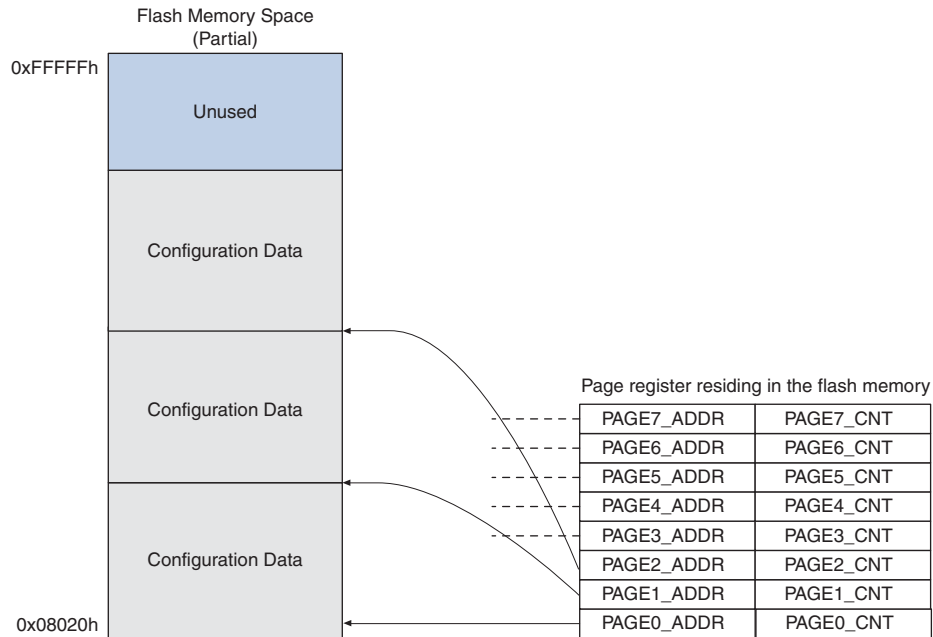 Flash Memory Space
(Partial)
0xFFFFFh
Unused
Configuration Data
Configuration Data
Configuration Data
0x08020h
Page register residing in the flash memory
PAGE7_ADDR PAGE7_CNT
PAGE6_ADDR PAGE6_CNT
PAGE5_ADDR PAGE5_CNT
PAGE4_ADDR PAGE4_CNT
PAGE3_ADDR PAGE3_CNT
PAGE2_ADDR PAGE2_CNT
PAGE1_ADDR PAGE1_CNT
PAGE0_ADDR PAGE0_CNT